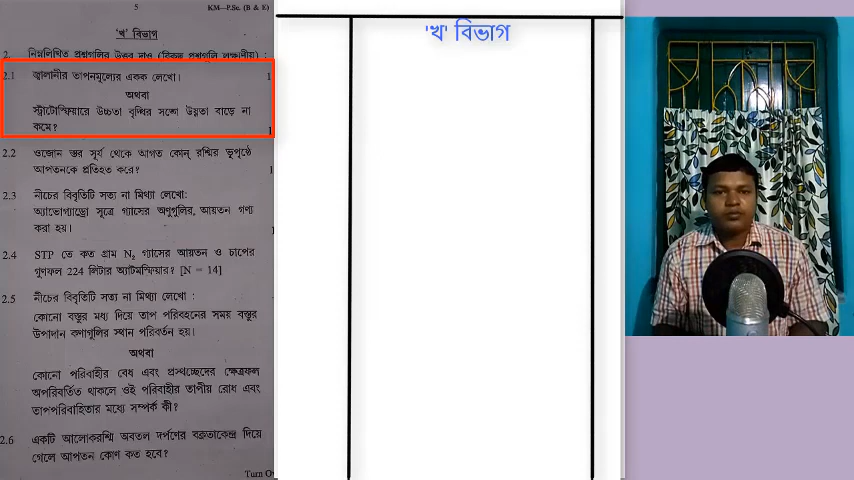 5 KM—P.Sc. (B & E)
'খ' বিভাগ
2. নিম্নলিখিত প্রশ্নগুলির উত্তর দাও (বিকল্প প্রশ্নগুলি লক্ষণীয়) :
2.1 জ্বালানীর তাপনমূল্যের একক লেখো। 1
অথবা
স্ট্রাটোস্ফিয়ারে উচ্চতা বৃদ্ধির সঙ্গে উষ্ণতা বাড়ে না
কমে? 1
2.2 ওজোন স্তর সূর্য থেকে আগত কোন্ রশ্মির ভূপৃষ্ঠে
আপতনকে প্রতিহত করে? 1
2.3 নীচের বিবৃতিটি সত্য না মিথ্যা লেখো:
অ্যাভোগ্যাড্রো সূত্রে গ্যাসের অণুগুলির, আয়তন গণ্য
করা হয়। 1
2.4 STP তে কত গ্রাম N₂ গ্যাসের আয়তন ও চাপের
গুণফল 224 লিটার অ্যাটমস্ফিয়ার? [N = 14]
2.5 নীচের বিবৃতিটি সত্য না মিথ্যা লেখো :
কোনো বস্তুর মধ্য দিয়ে তাপ পরিবহনের সময় বস্তুর
উপাদান কণাগুলির স্থান পরিবর্তন হয়।
অথবা
কোনো পরিবাহীর বেধ এবং প্রস্থচ্ছেদের ক্ষেত্রফল
অপরিবর্তিত থাকলে ওই পরিবাহীর তাপীয় রোধ এবং
তাপপরিবাহিতার মধ্যে সম্পর্ক কী?
2.6 একটি আলোকরশ্মি অবতল দর্পণের বক্রতাকেন্দ্র দিয়ে
গেলে আপতন কোণ কত হবে?
Turn O
'খ' বিভাগ